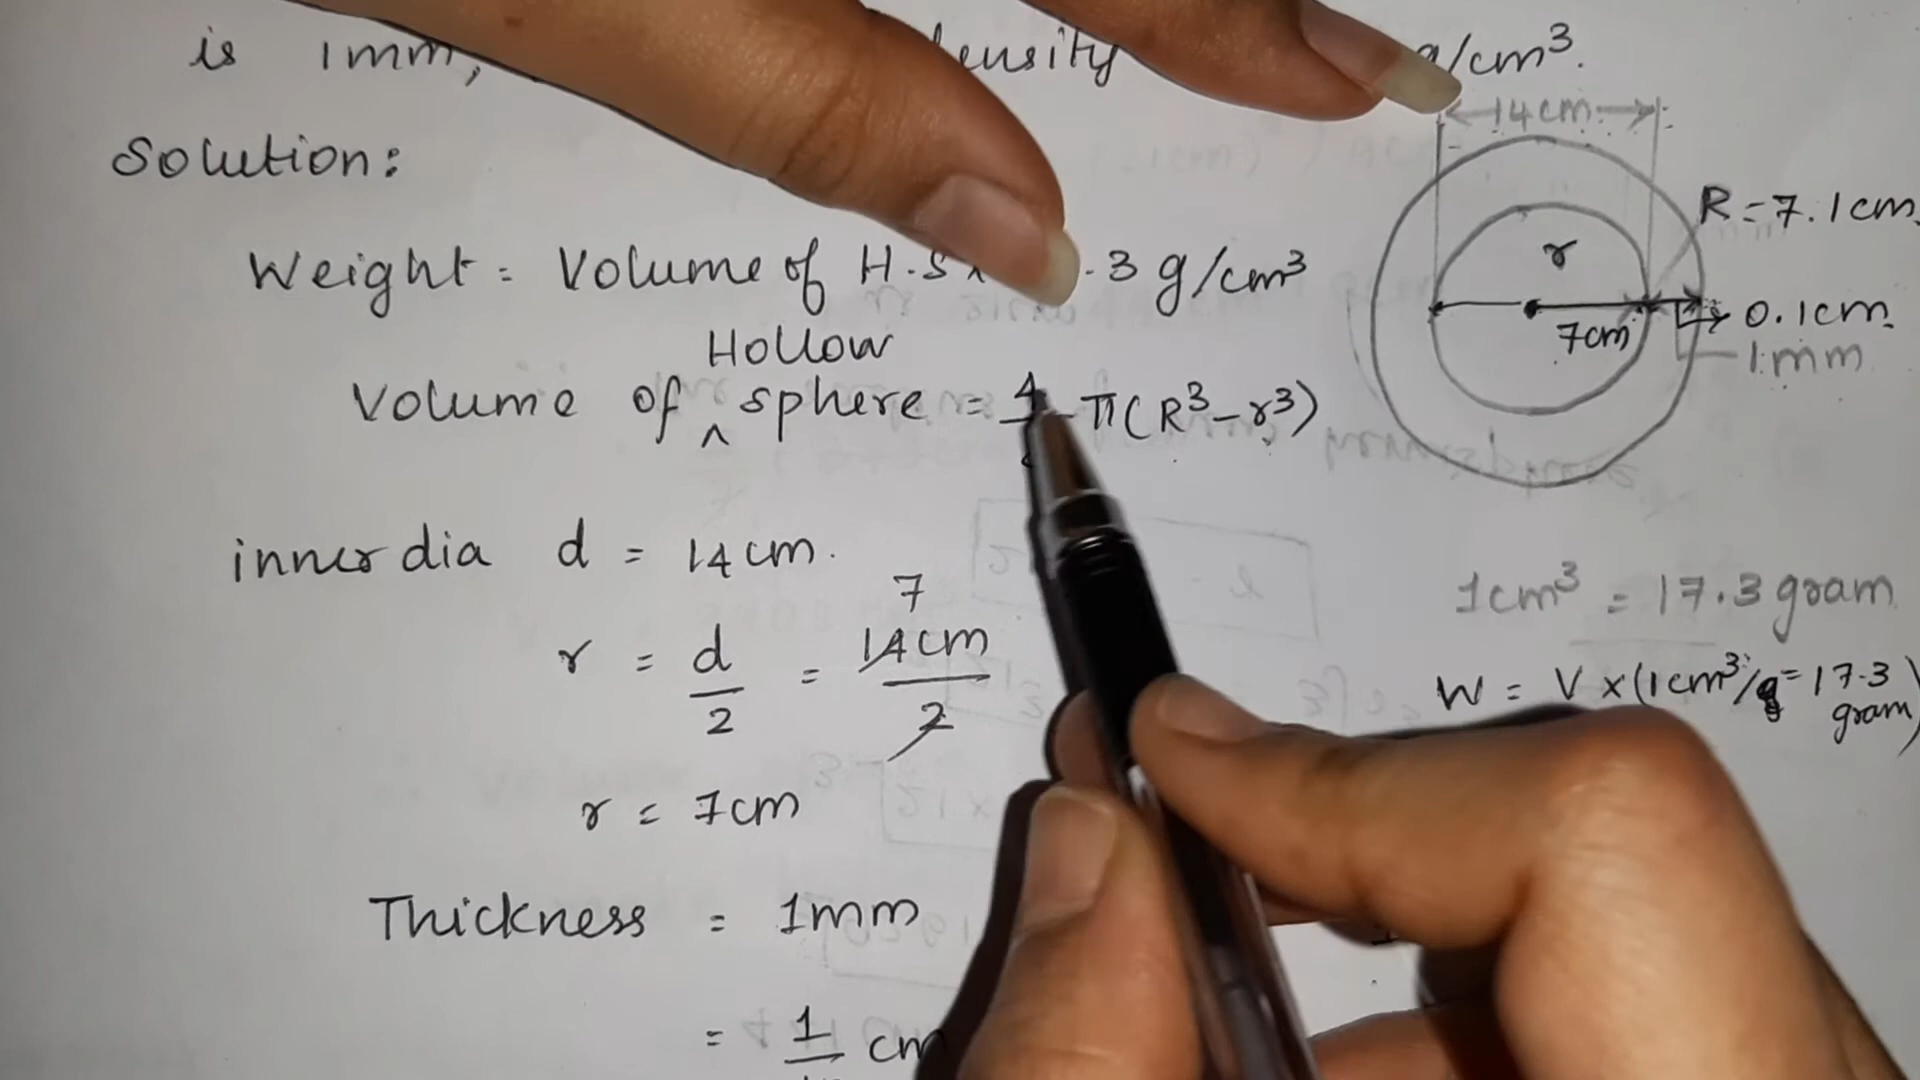 is 1mm, density g/cm³.
Solution:
Weight = Volume of H.S x .3 g/cm³
Hollow
Volume of ^ sphere = 4 π(R³-r³)
inner dia d = 14cm.
7
r = d/2 = 14cm/2
r = 7cm
Thickness = 1mm
= 1 cm
14cm
R=7.1cm
r
7cm
0.1cm
1mm
1cm³ = 17.3 gram
W = V x (1cm³/g = 17.3
gram)